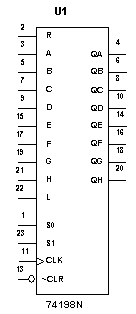 U1
2 R
3 A QA 4
5 B QB 6
7 C QC 8
9 D QD 10
15 E QE 14
17 F QF 16
19 G QG 18
21 H QH 20
22 L
1 S0
23 S1
11 CLK
13 ~CLR
74198N